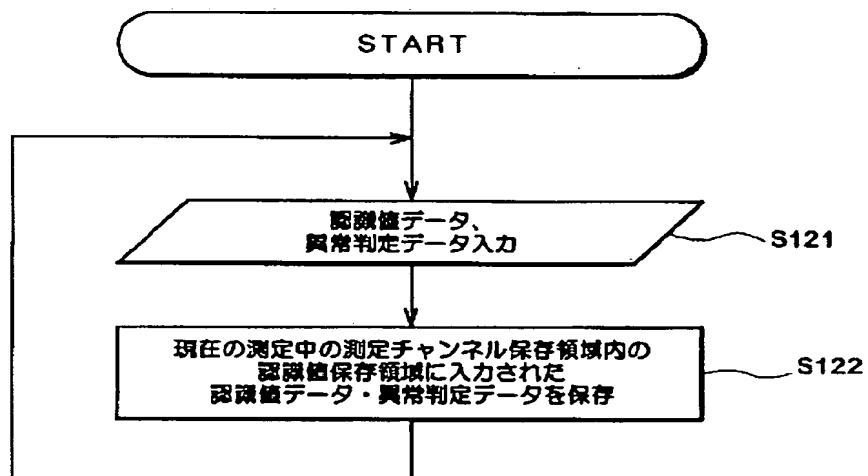 START
認識値データ、
異常判定データ入力
S121
現在の測定中の測定チャンネル保存領域内の
認識値保存領域に入力された
認識値データ・異常判定データを保存
S122